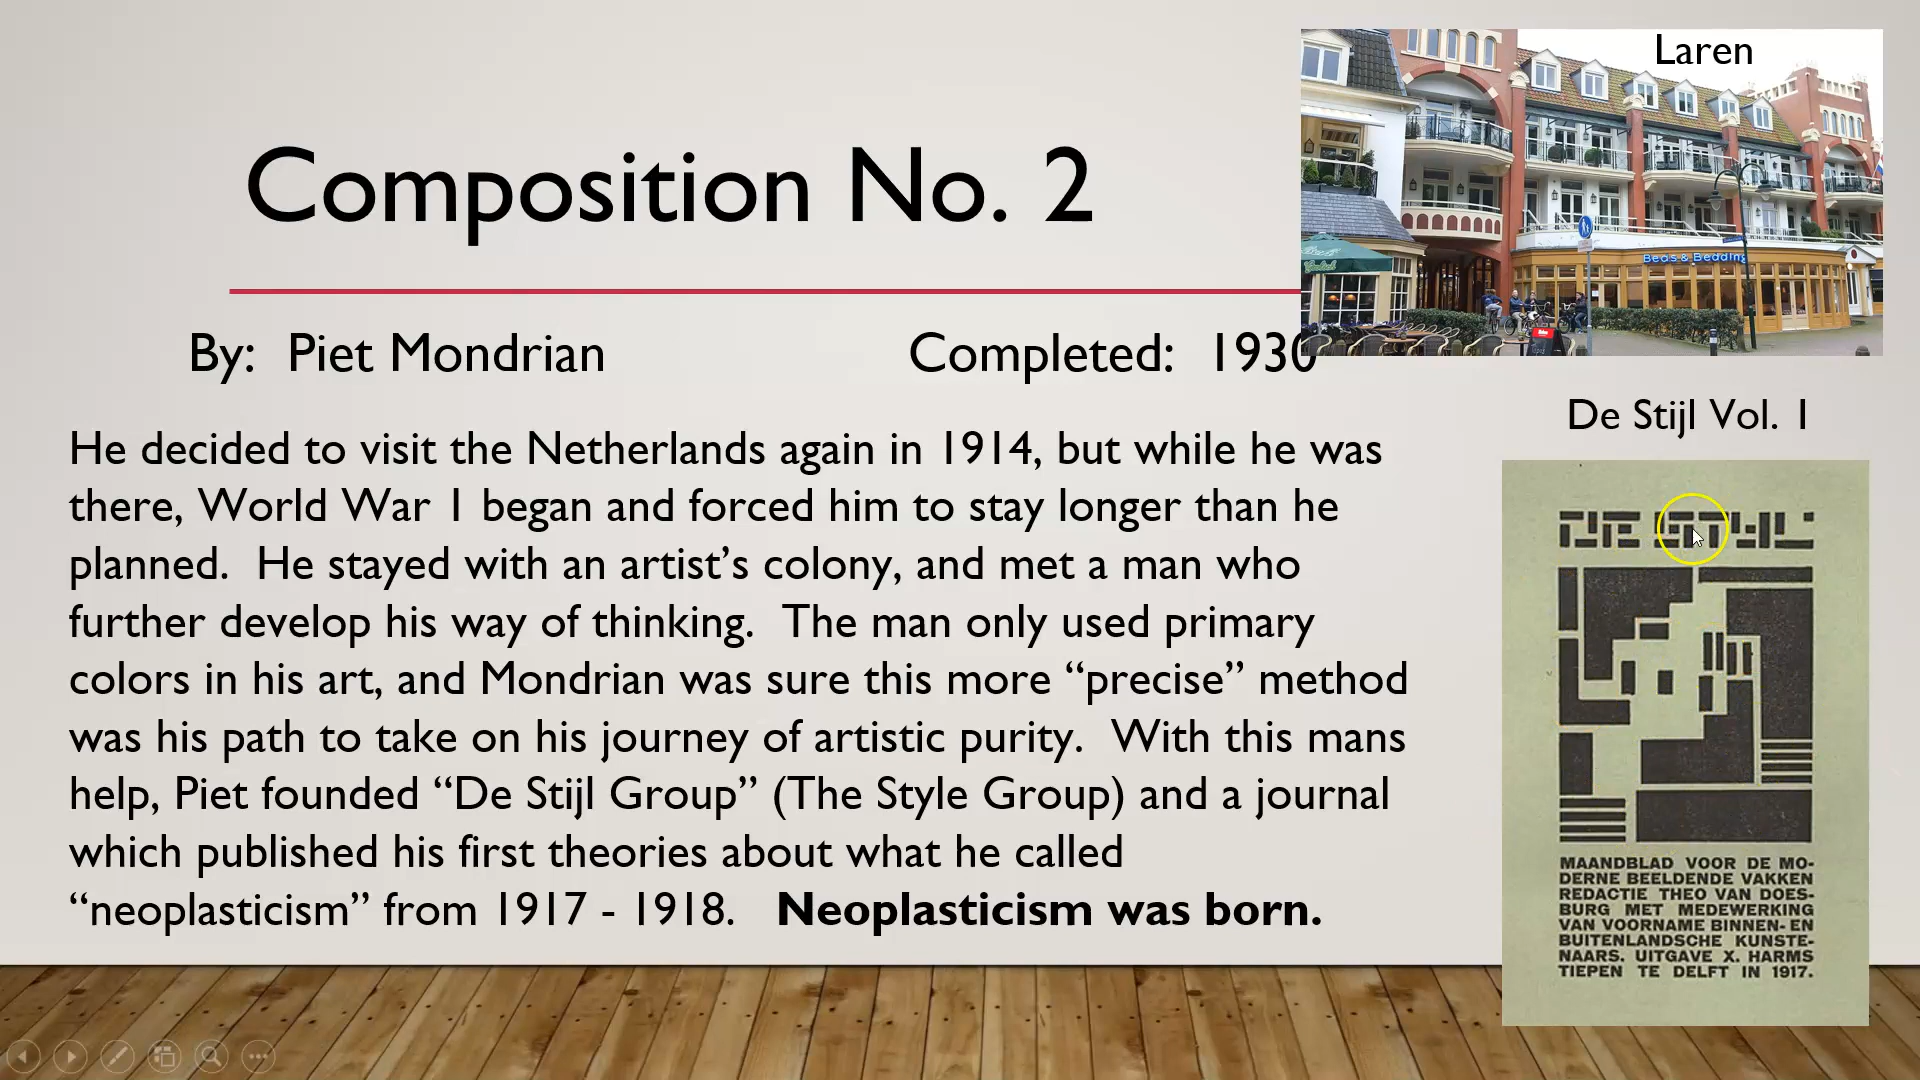 Laren
Composition No. 2
Beds & Bedding
By: Piet Mondrian
Completed: 1930
He decided to visit the Netherlands again in 1914, but while he was
there, World War 1 began and forced him to stay longer than he
planned. He stayed with an artist’s colony, and met a man who
further develop his way of thinking. The man only used primary
colors in his art, and Mondrian was sure this more “precise” method
was his path to take on his journey of artistic purity. With this mans
help, Piet founded “De Stijl Group” (The Style Group) and a journal
which published his first theories about what he called
“neoplasticism” from 1917 - 1918. Neoplasticism was born.
De Stijl Vol. 1
DE STIJL
MAANDBLAD VOOR DE MO-
DERNE BEELDENDE VAKKEN
REDACTIE THEO VAN DOES-
BURG MET MEDEWERKING
VAN VOORNAME BINNEN- EN
BUITENLANDSCHE KUNSTE-
NAARS. UITGAVE X. HARMS
TIEPEN TE DELFT IN 1917.